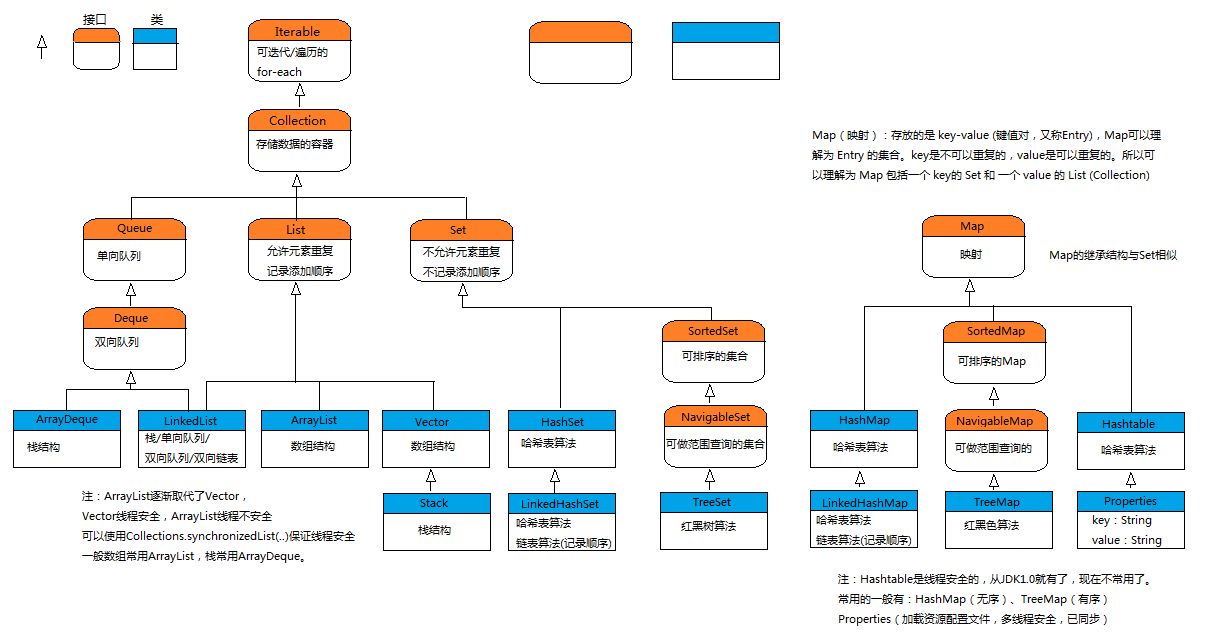 接口
类
Iterable
可迭代/遍历的
for-each
Collection
存储数据的容器
Map（映射）：存放的是 key-value (键值对，又称Entry)，Map可以理
解为 Entry 的集合。key是不可以重复的，value是可以重复的。所以可
以理解为 Map 包括一个 key的 Set 和 一个 value 的 List (Collection)
Queue
单向队列
List
允许元素重复
记录添加顺序
Set
不允许元素重复
不记录添加顺序
Map
映射
Map的继承结构与Set相似
Deque
双向队列
SortedSet
可排序的集合
SortedMap
可排序的Map
ArrayDeque
栈结构
LinkedList
栈/单向队列/
双向队列/双向链表
ArrayList
数组结构
Vector
数组结构
HashSet
哈希表算法
NavigableSet
可做范围查询的集合
HashMap
哈希表算法
NavigableMap
可做范围查询的
Hashtable
哈希表算法
Stack
栈结构
LinkedHashSet
哈希表算法
链表算法(记录顺序)
TreeSet
红黑树算法
LinkedHashMap
哈希表算法
链表算法(记录顺序)
TreeMap
红黑色算法
Properties
key：String
value：String
注：ArrayList逐渐取代了Vector，
Vector线程安全，ArrayList线程不安全
可以使用Collections.synchronizedList(..)保证线程安全
一般数组常用ArrayList，栈常用ArrayDeque。
注：Hashtable是线程安全的，从JDK1.0就有了，现在不常用了。
常用的一般有：HashMap（无序）、TreeMap（有序）
Properties（加载资源配置文件，多线程安全，已同步）